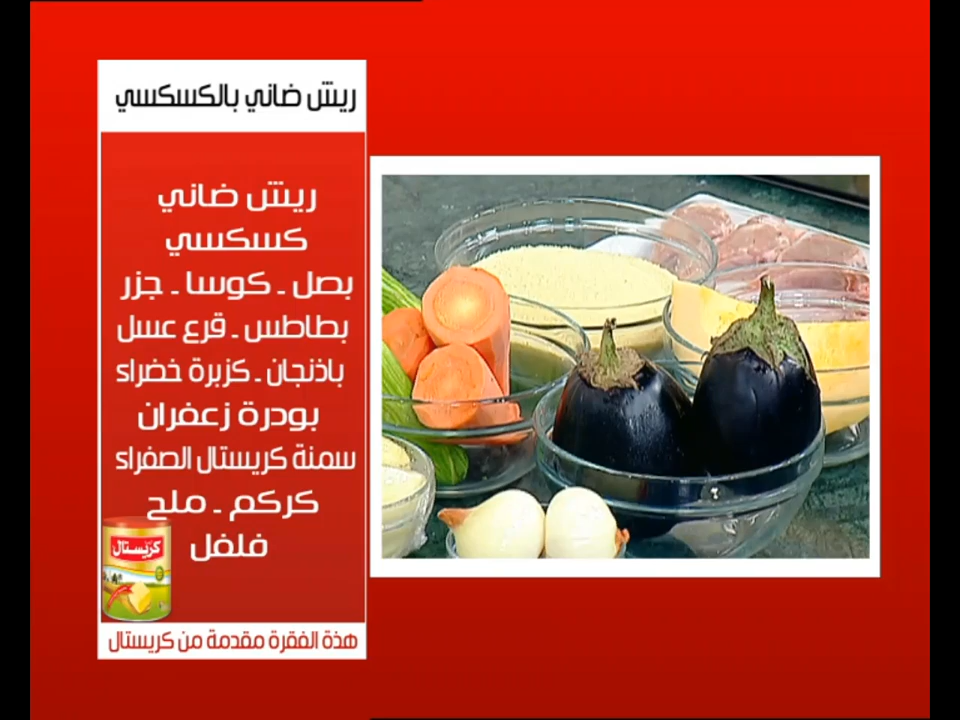 ريش ضاني بالكسكسي
ريش ضاني
كسكسي
بصل ـ كوسا ـ جزر
بطاطس ـ قرع عسل
باذنجان ـ كزبرة خضراء
بودرة زعفران
سمنة كريستال الصفراء
كركم ـ ملح
فلفل
كريستال
هذة الفقرة مقدمة من كريستال